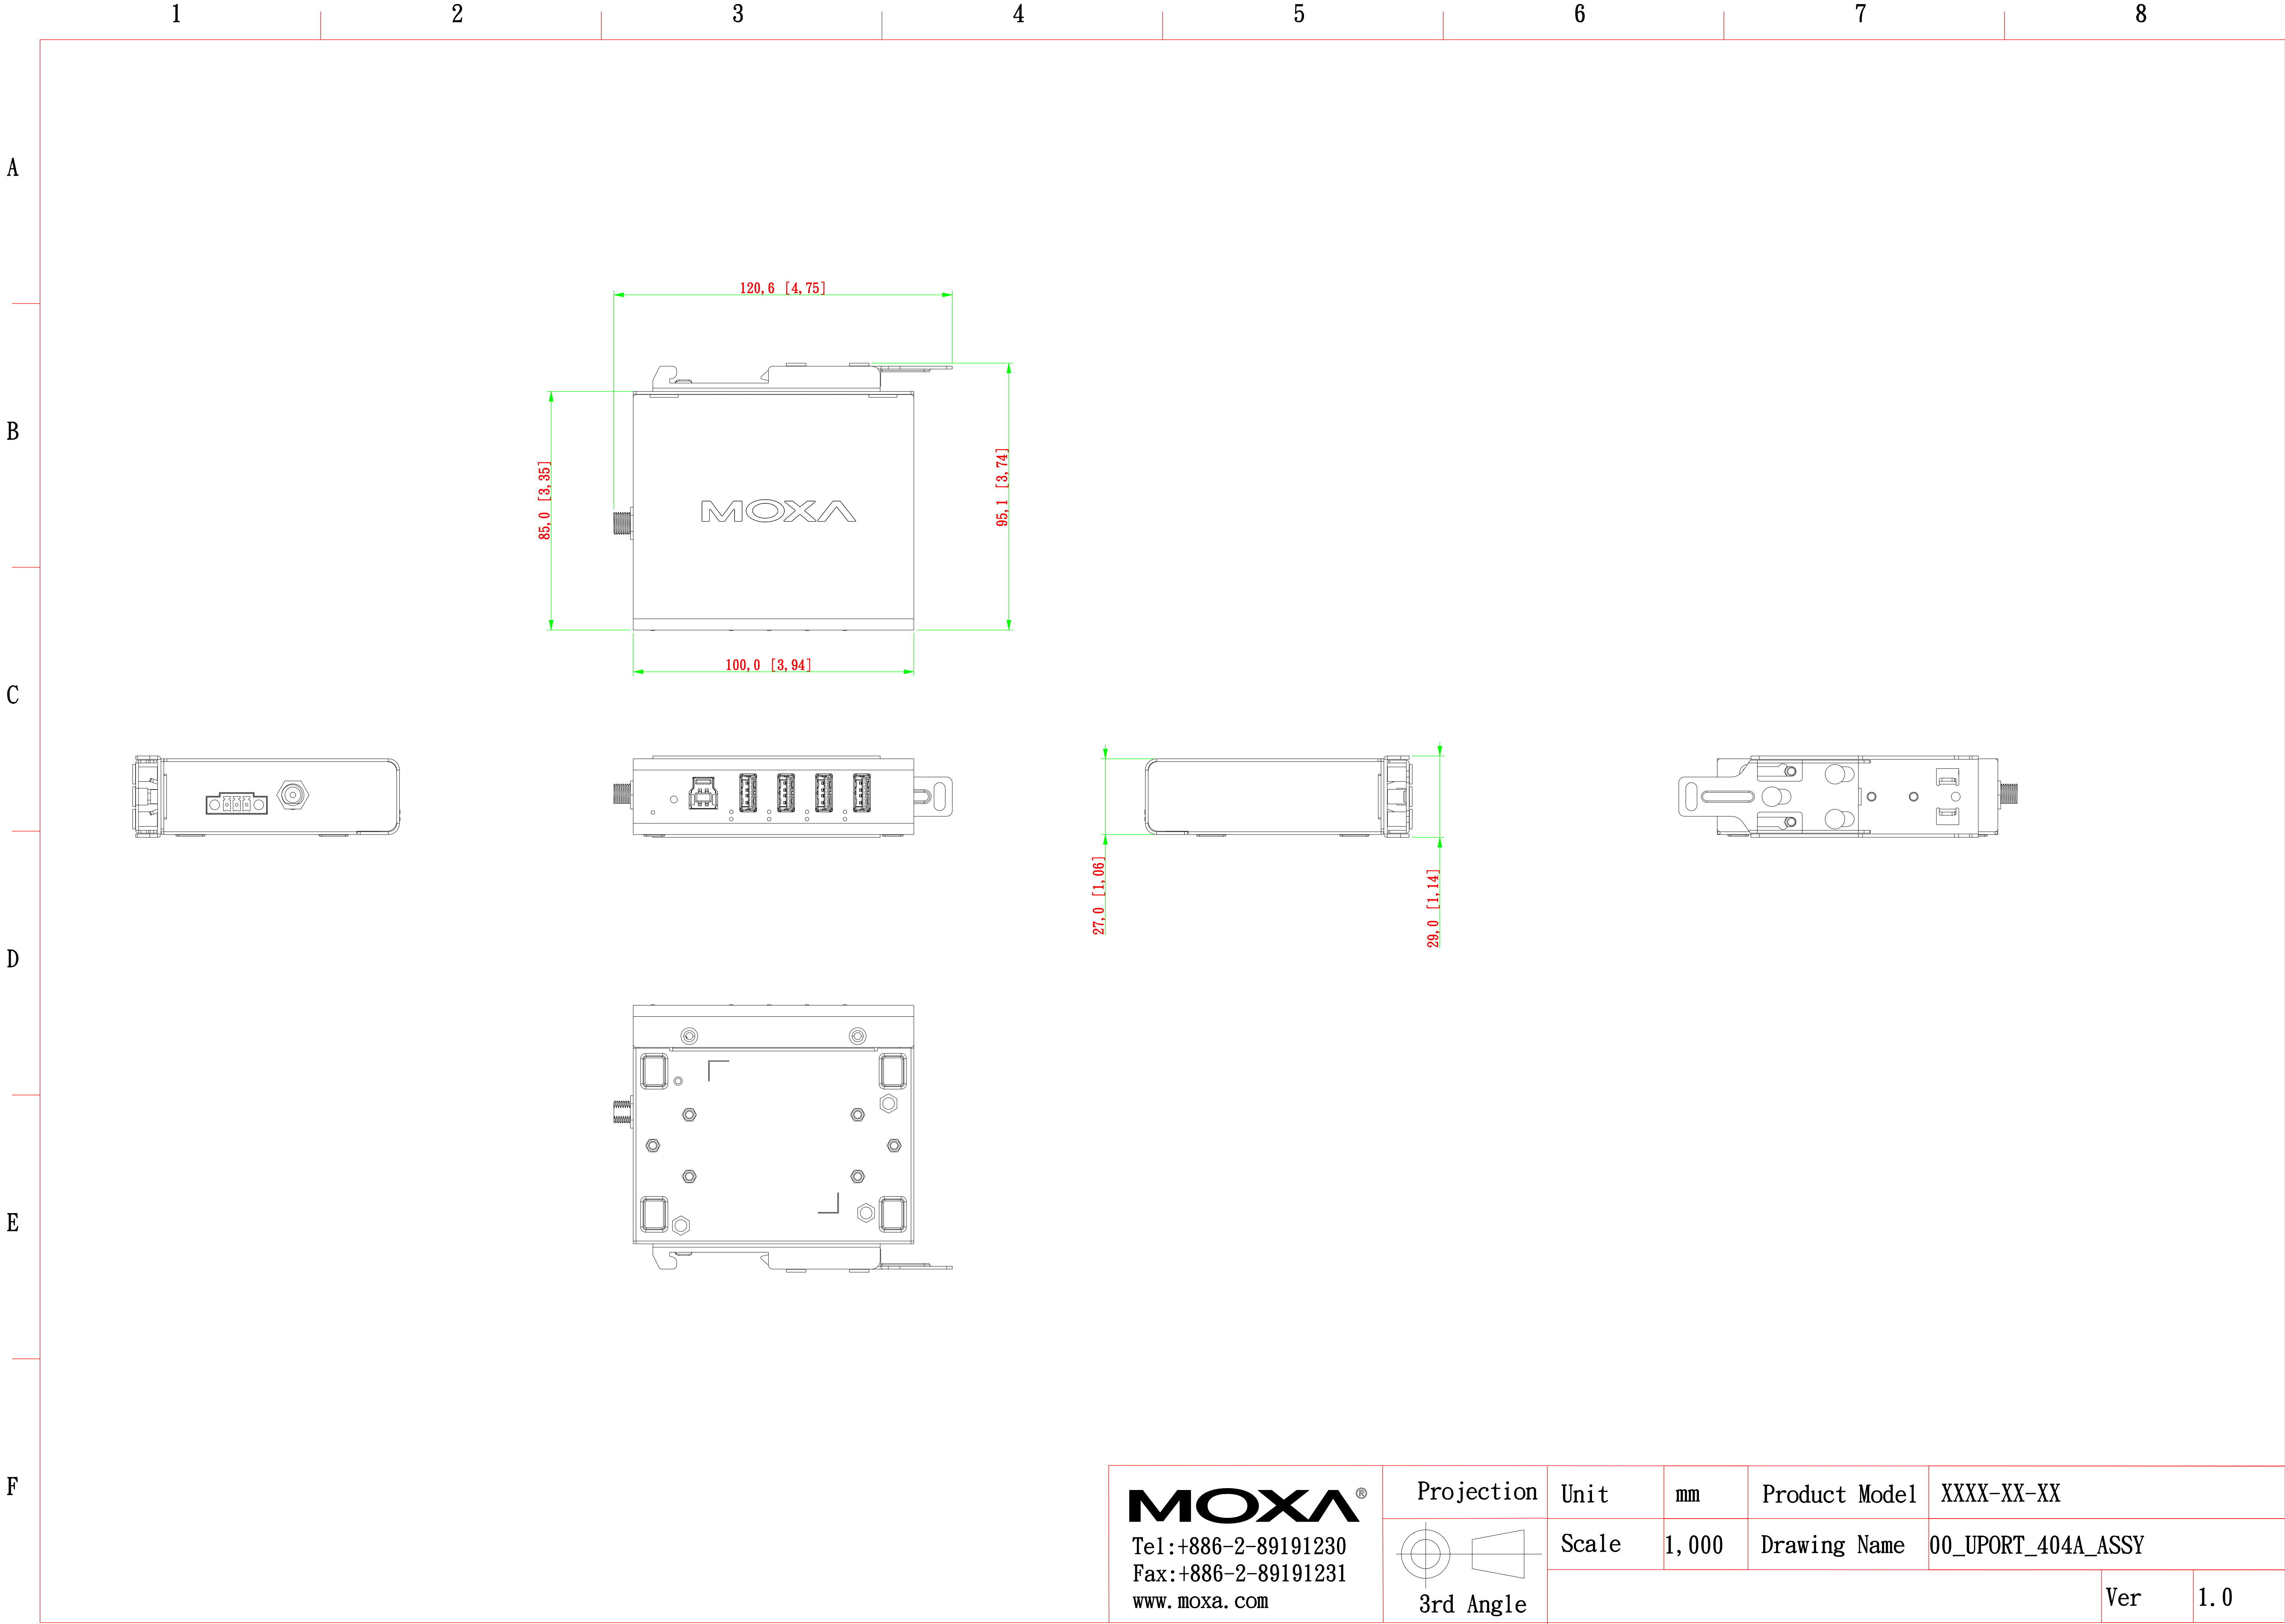 1 2 3 4 5 6 7 8
A
B
C
D
E
F
120,6 [4,75]
85,0 [3,35]
95,1 [3,74]
MOXA
100,0 [3,94]
27,0 [1,06]
29,0 [1,14]
MOXA®
Tel:+886-2-89191230
Fax:+886-2-89191231
www.moxa.com
Projection
3rd Angle
Unit mm Product Model XXXX-XX-XX
Scale 1,000 Drawing Name 00_UPORT_404A_ASSY
Ver 1.0